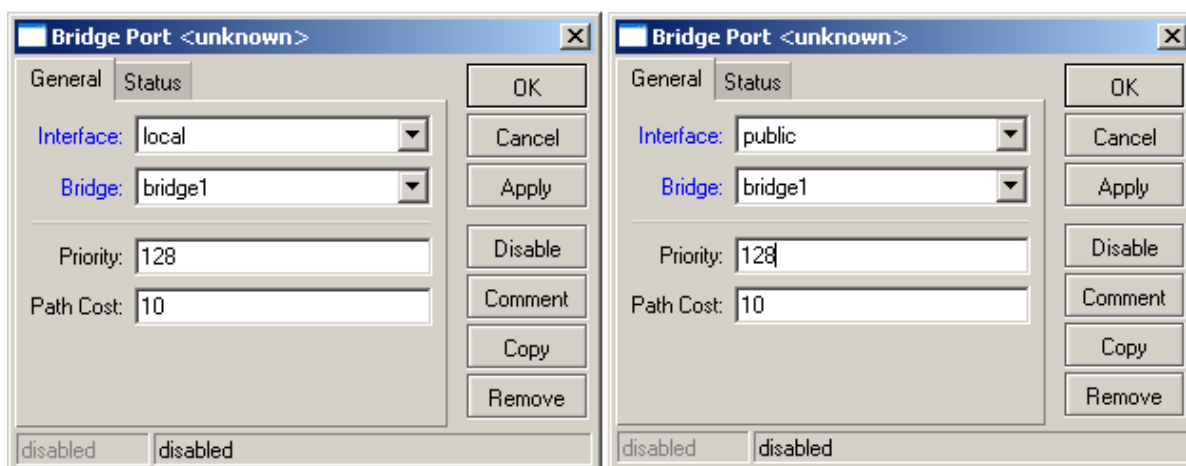 Bridge Port <unknown>
General Status
OK
Interface: local
Cancel
Bridge: bridge1
Apply
Priority: 128
Disable
Path Cost: 10
Comment
Copy
Remove
disabled disabled
Bridge Port <unknown>
General Status
OK
Interface: public
Cancel
Bridge: bridge1
Apply
Priority: 128
Disable
Path Cost: 10
Comment
Copy
Remove
disabled disabled